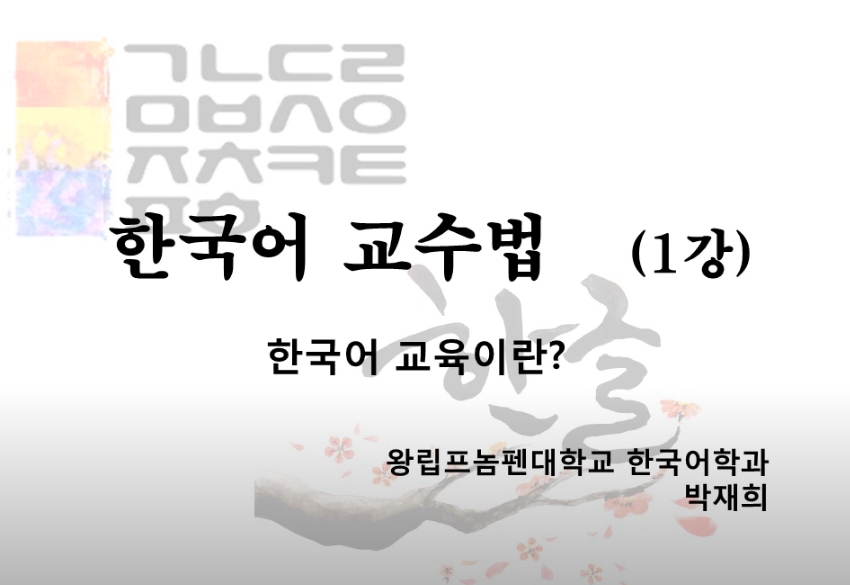 ㄱㄴㄷㄹ
ㅁㅂㅅㅇ
ㅈㅊㅋㅌ
ㅍㅎ
한국어 교수법 (1강)
한글
한국어 교육이란?
왕립프놈펜대학교 한국어학과
박재희